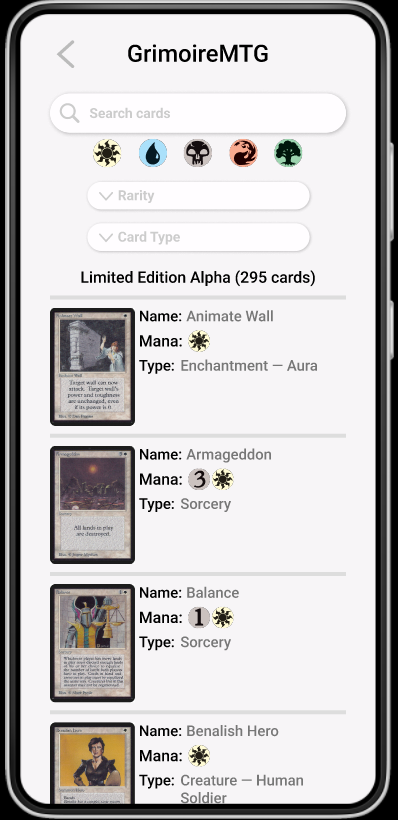 GrimoireMTG
Search cards
Rarity
Card Type
Limited Edition Alpha (295 cards)
Animate Wall
Target wall can now
attack. Target wall's
power and toughness
are unchanged, even
if its power is 0.
Name: Animate Wall
Mana:
Type: Enchantment — Aura
Armageddon
All lands in play
are destroyed.
Name: Armageddon
Mana: 3
Type: Sorcery
Balance
Name: Balance
Mana: 1
Type: Sorcery
Benalish Hero
Name: Benalish Hero
Mana:
Type: Creature — Human
Soldier